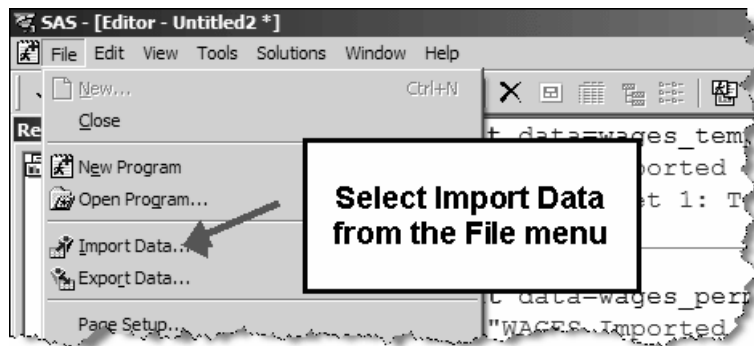 SAS - [Editor - Untitled2 *]
File Edit View Tools Solutions Window Help
New... Ctrl+N
Close
Re
New Program
Open Program...
Import Data...
Export Data...
Page Setup...
Select Import Data
from the File menu
t data=wages_tem
ported
et 1: T
t data=wages_per
"WAGES Imported